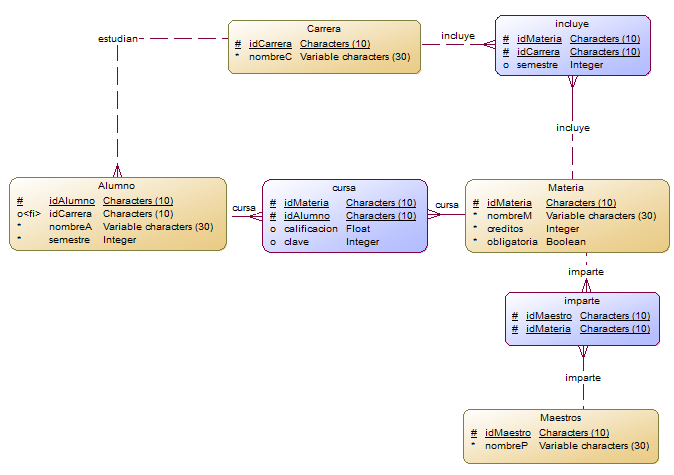 Carrera
# idCarrera Characters (10)
* nombreC Variable characters (30)
estudian
incluye
incluye
# idMateria Characters (10)
# idCarrera Characters (10)
o semestre Integer
incluye
Alumno
# idAlumno Characters (10)
o<fi> idCarrera Characters (10)
* nombreA Variable characters (30)
* semestre Integer
cursa
cursa
# idMateria Characters (10)
# idAlumno Characters (10)
o calificacion Float
o clave Integer
cursa
Materia
# idMateria Characters (10)
* nombreM Variable characters (30)
* creditos Integer
* obligatoria Boolean
imparte
imparte
# idMaestro Characters (10)
# idMateria Characters (10)
imparte
Maestros
# idMaestro Characters (10)
* nombreP Variable characters (30)